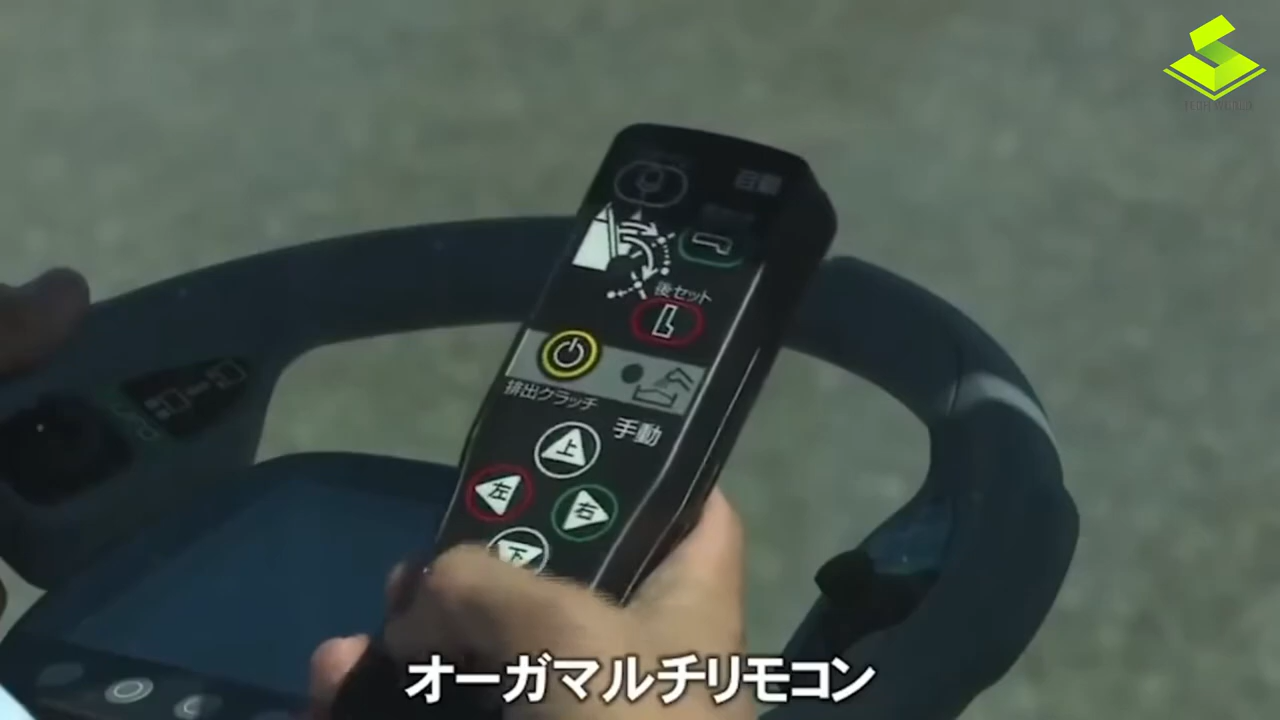 自動
後セット
排出クラッチ
手動
上
左
右
下
オーガマルチリモコン